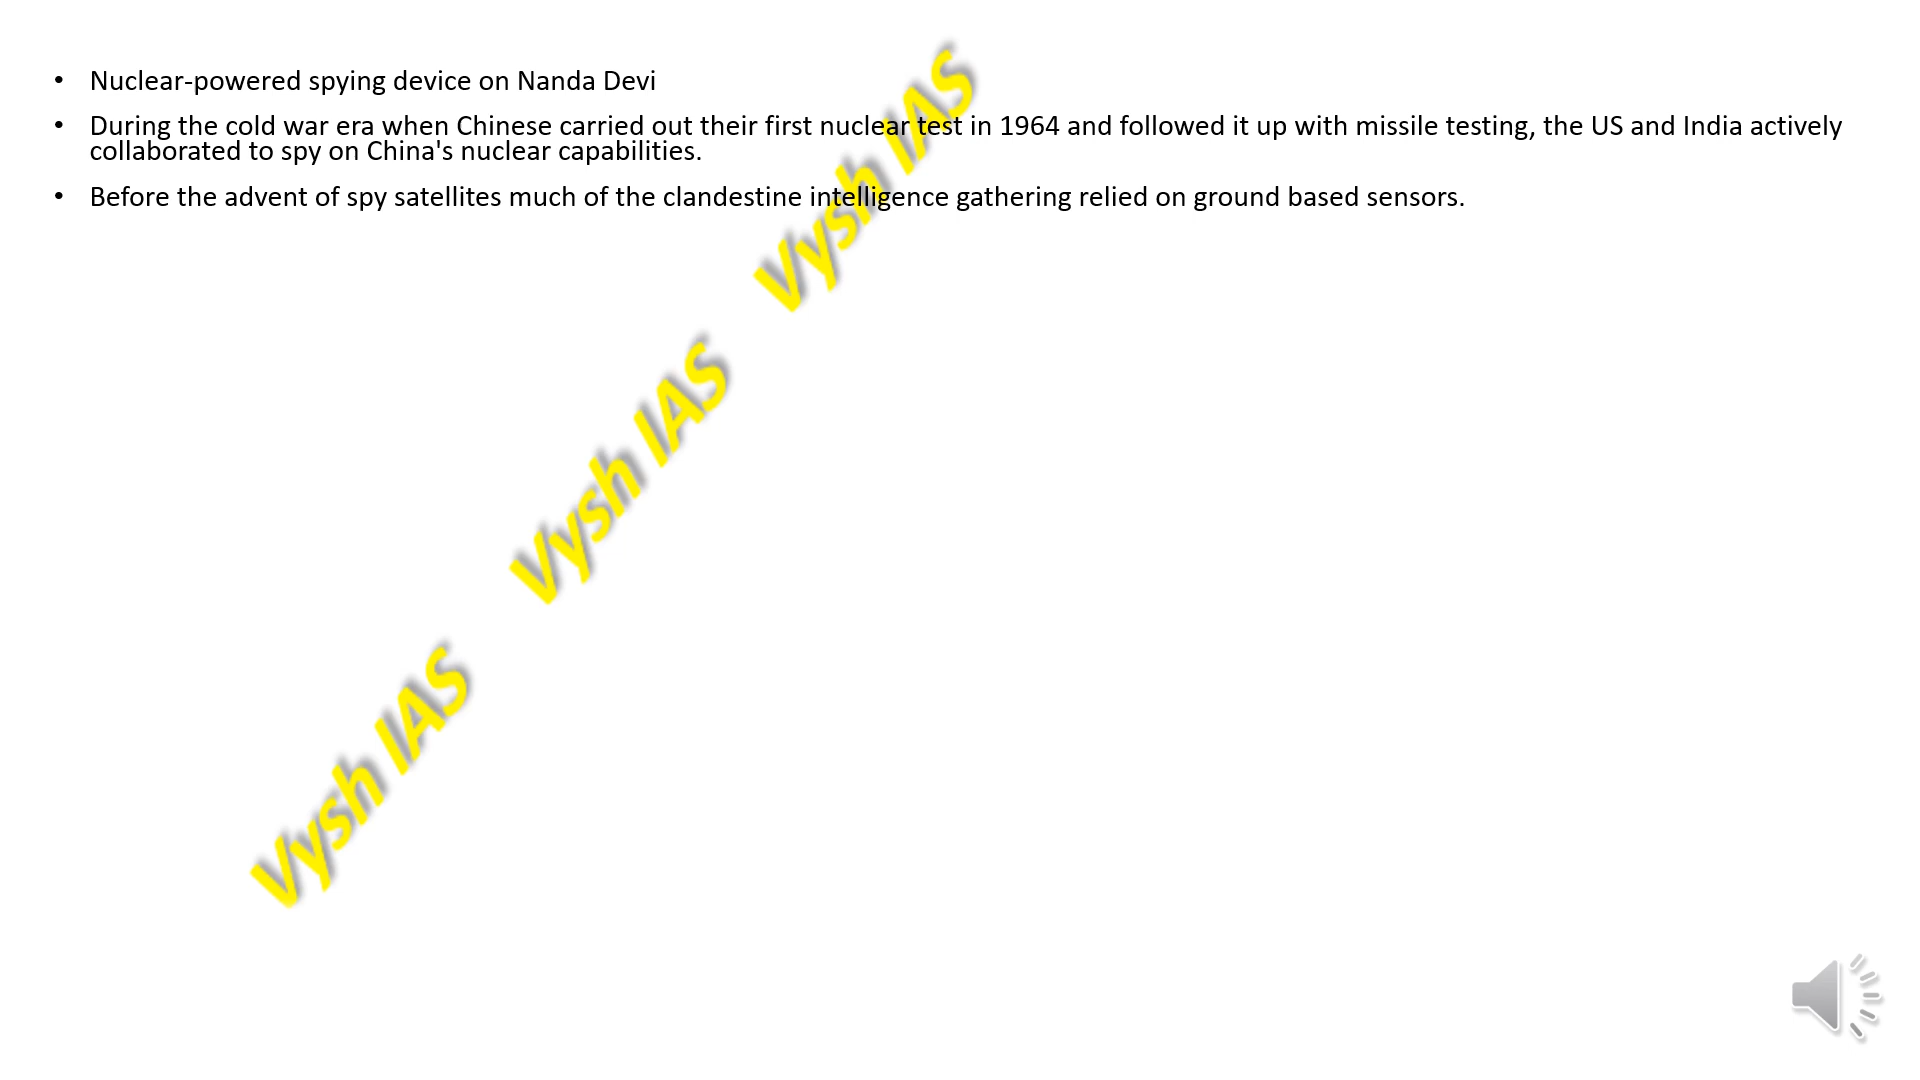 • Nuclear-powered spying device on Nanda Devi
• During the cold war era when Chinese carried out their first nuclear test in 1964 and followed it up with missile testing, the US and India actively
collaborated to spy on China's nuclear capabilities.
• Before the advent of spy satellites much of the clandestine intelligence gathering relied on ground based sensors.
Vysh IAS
Vysh IAS
Vysh IAS